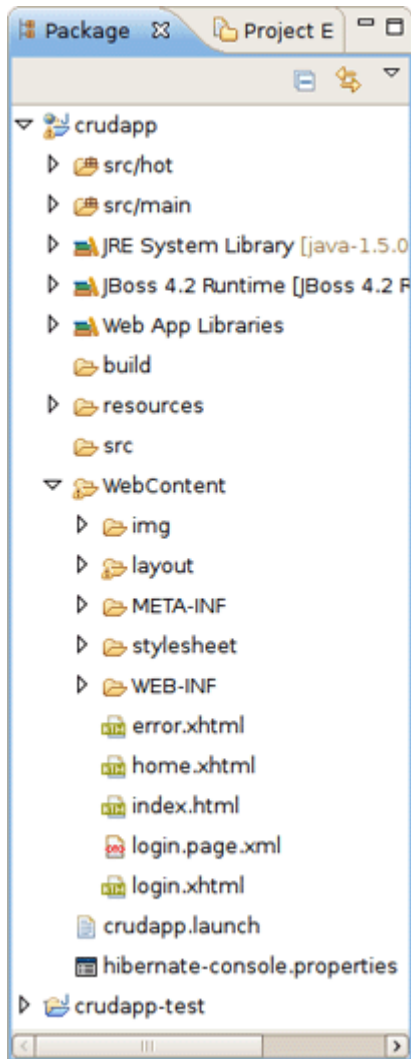 Package Project E
crudapp
src/hot
src/main
JRE System Library [java-1.5.0
JBoss 4.2 Runtime [JBoss 4.2 R
Web App Libraries
build
resources
src
WebContent
img
layout
META-INF
stylesheet
WEB-INF
error.xhtml
home.xhtml
index.html
login.page.xml
login.xhtml
crudapp.launch
hibernate-console.properties
crudapp-test